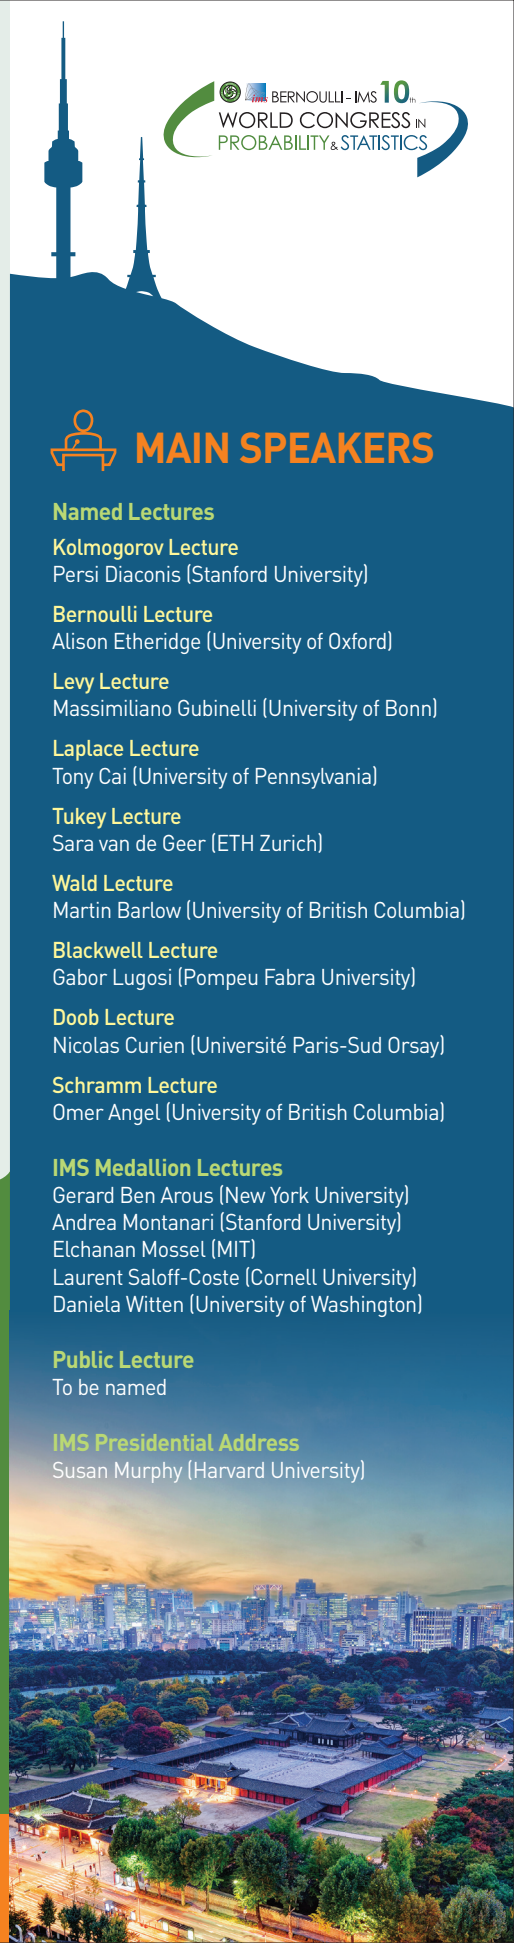 BERNOULLI-IMS 10th
WORLD CONGRESS IN
PROBABILITY & STATISTICS
MAIN SPEAKERS
Named Lectures
Kolmogorov Lecture
Persi Diaconis (Stanford University)
Bernoulli Lecture
Alison Etheridge (University of Oxford)
Levy Lecture
Massimiliano Gubinelli (University of Bonn)
Laplace Lecture
Tony Cai (University of Pennsylvania)
Tukey Lecture
Sara van de Geer (ETH Zurich)
Wald Lecture
Martin Barlow (University of British Columbia)
Blackwell Lecture
Gabor Lugosi (Pompeu Fabra University)
Doob Lecture
Nicolas Curien (Université Paris-Sud Orsay)
Schramm Lecture
Omer Angel (University of British Columbia)
IMS Medallion Lectures
Gerard Ben Arous (New York University)
Andrea Montanari (Stanford University)
Elchanan Mossel (MIT)
Laurent Saloff-Coste (Cornell University)
Daniela Witten (University of Washington)
Public Lecture
To be named
IMS Presidential Address
Susan Murphy (Harvard University)